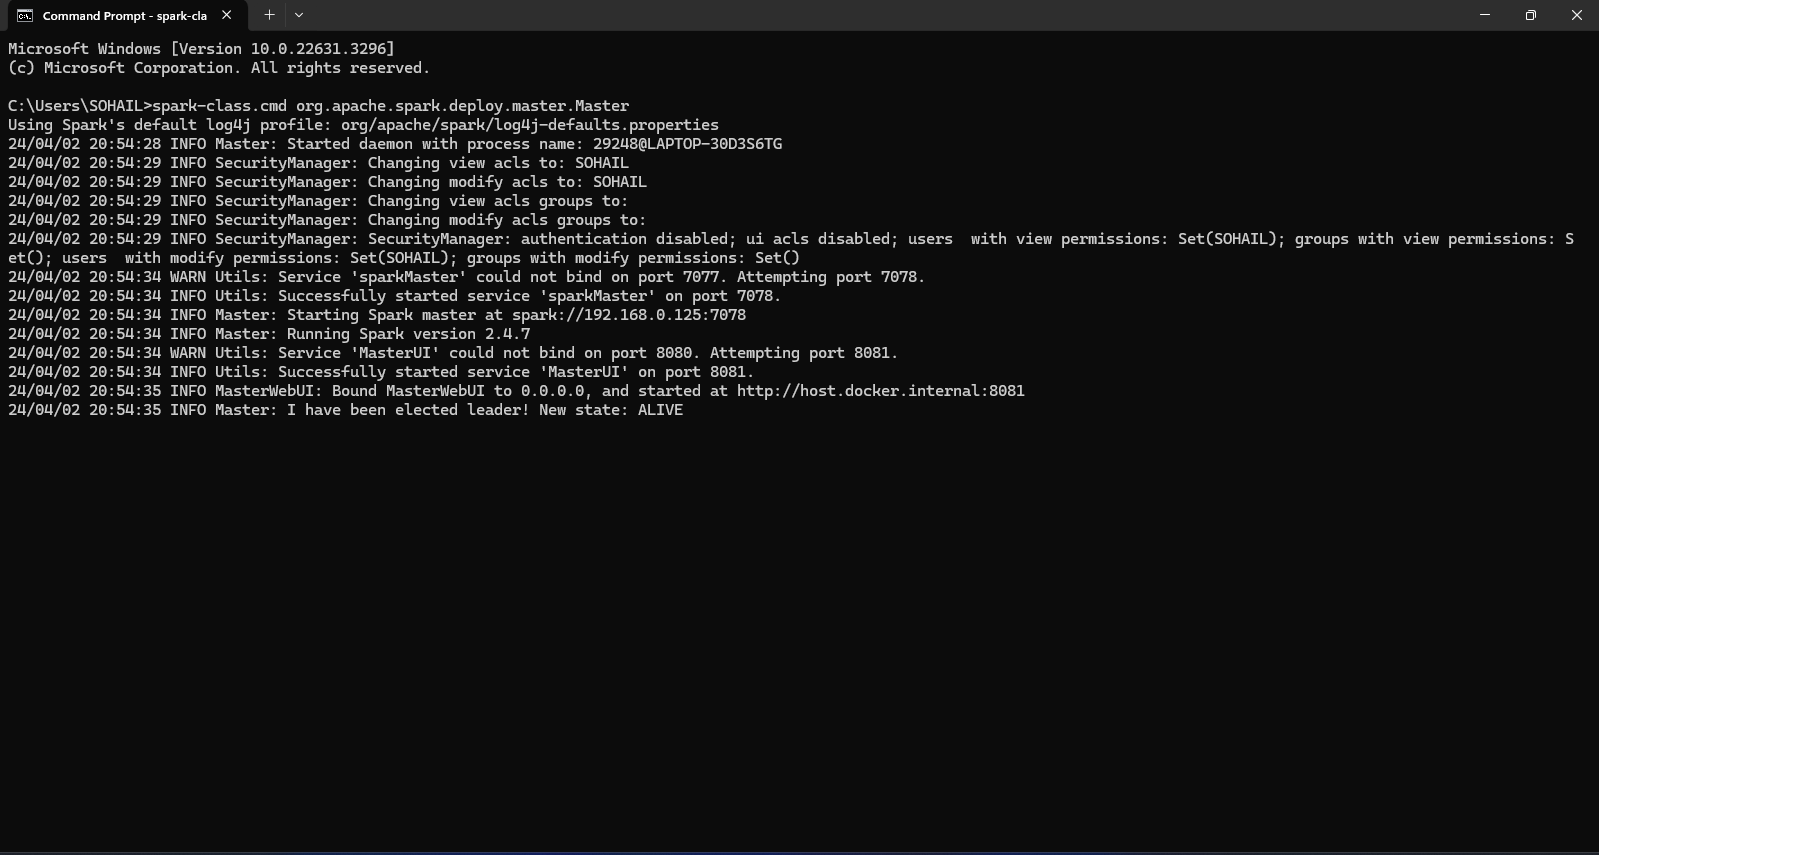 Command Prompt - spark-cla
Microsoft Windows [Version 10.0.22631.3296]
(c) Microsoft Corporation. All rights reserved.
C:\Users\SOHAIL>spark-class.cmd org.apache.spark.deploy.master.Master
Using Spark's default log4j profile: org/apache/spark/log4j-defaults.properties
24/04/02 20:54:28 INFO Master: Started daemon with process name: 29248@LAPTOP-30D3S6TG
24/04/02 20:54:29 INFO SecurityManager: Changing view acls to: SOHAIL
24/04/02 20:54:29 INFO SecurityManager: Changing modify acls to: SOHAIL
24/04/02 20:54:29 INFO SecurityManager: Changing view acls groups to:
24/04/02 20:54:29 INFO SecurityManager: Changing modify acls groups to:
24/04/02 20:54:29 INFO SecurityManager: SecurityManager: authentication disabled; ui acls disabled; users  with view permissions: Set(SOHAIL); groups with view permissions: S
et(); users  with modify permissions: Set(SOHAIL); groups with modify permissions: Set()
24/04/02 20:54:34 WARN Utils: Service 'sparkMaster' could not bind on port 7077. Attempting port 7078.
24/04/02 20:54:34 INFO Utils: Successfully started service 'sparkMaster' on port 7078.
24/04/02 20:54:34 INFO Master: Starting Spark master at spark://192.168.0.125:7078
24/04/02 20:54:34 INFO Master: Running Spark version 2.4.7
24/04/02 20:54:34 WARN Utils: Service 'MasterUI' could not bind on port 8080. Attempting port 8081.
24/04/02 20:54:34 INFO Utils: Successfully started service 'MasterUI' on port 8081.
24/04/02 20:54:35 INFO MasterWebUI: Bound MasterWebUI to 0.0.0.0, and started at http://host.docker.internal:8081
24/04/02 20:54:35 INFO Master: I have been elected leader! New state: ALIVE